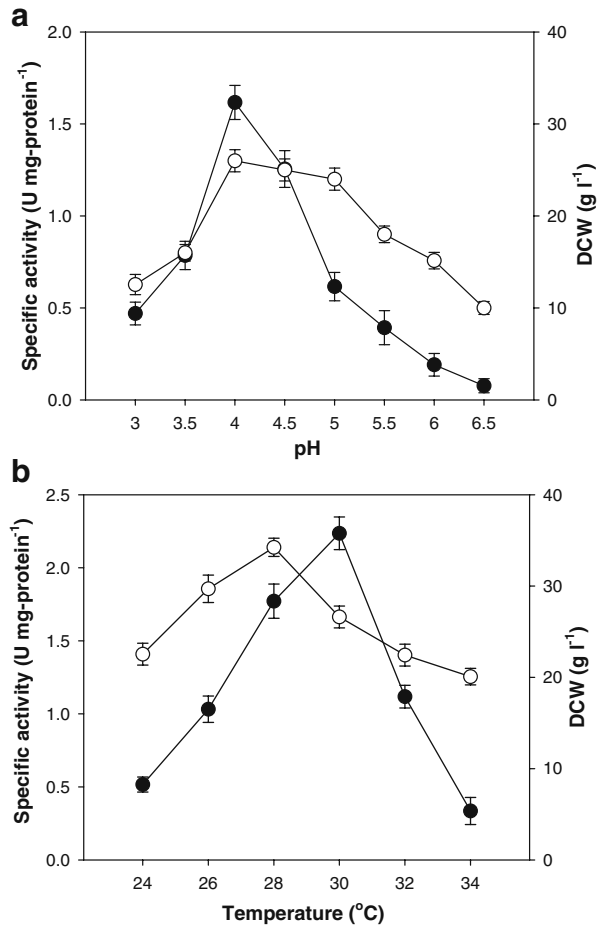 a
Specific activity (U mg-protein⁻¹)
2.0
1.5
1.0
0.5
0.0
40
30
20
10
0
DCW (g l⁻¹)
3 3.5 4 4.5 5 5.5 6 6.5
pH
b
Specific activity (U mg-protein⁻¹)
2.5
2.0
1.5
1.0
0.5
0.0
40
30
20
10
0
DCW (g l⁻¹)
24 26 28 30 32 34
Temperature (°C)